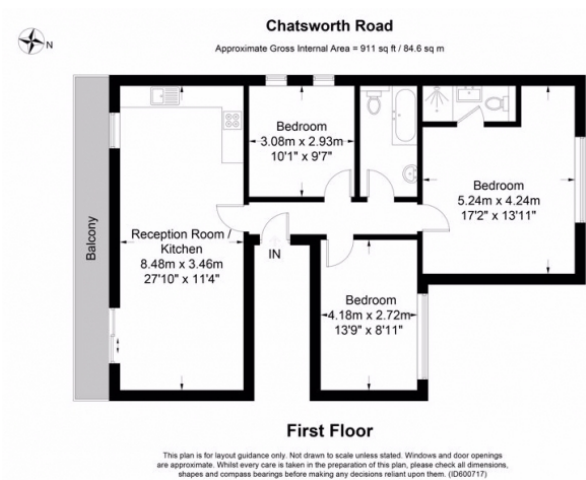 Chatsworth Road
Approximate Gross Internal Area = 911 sq ft / 84.6 sq m
N
Bedroom
3.08m x 2.93m
10'1" x 9'7"
Bedroom
5.24m x 4.24m
17'2" x 13'11"
Balcony
Reception Room /
Kitchen
8.48m x 3.46m
27'10" x 11'4"
IN
Bedroom
4.18m x 2.72m
13'9" x 8'11"
First Floor
This plan is for layout guidance only. Not drawn to scale unless stated. Windows and door openings
are approximate. Whilst every care is taken in the preparation of this plan, please check all dimensions,
shapes and compass bearings before making any decisions reliant upon them. (ID600717)